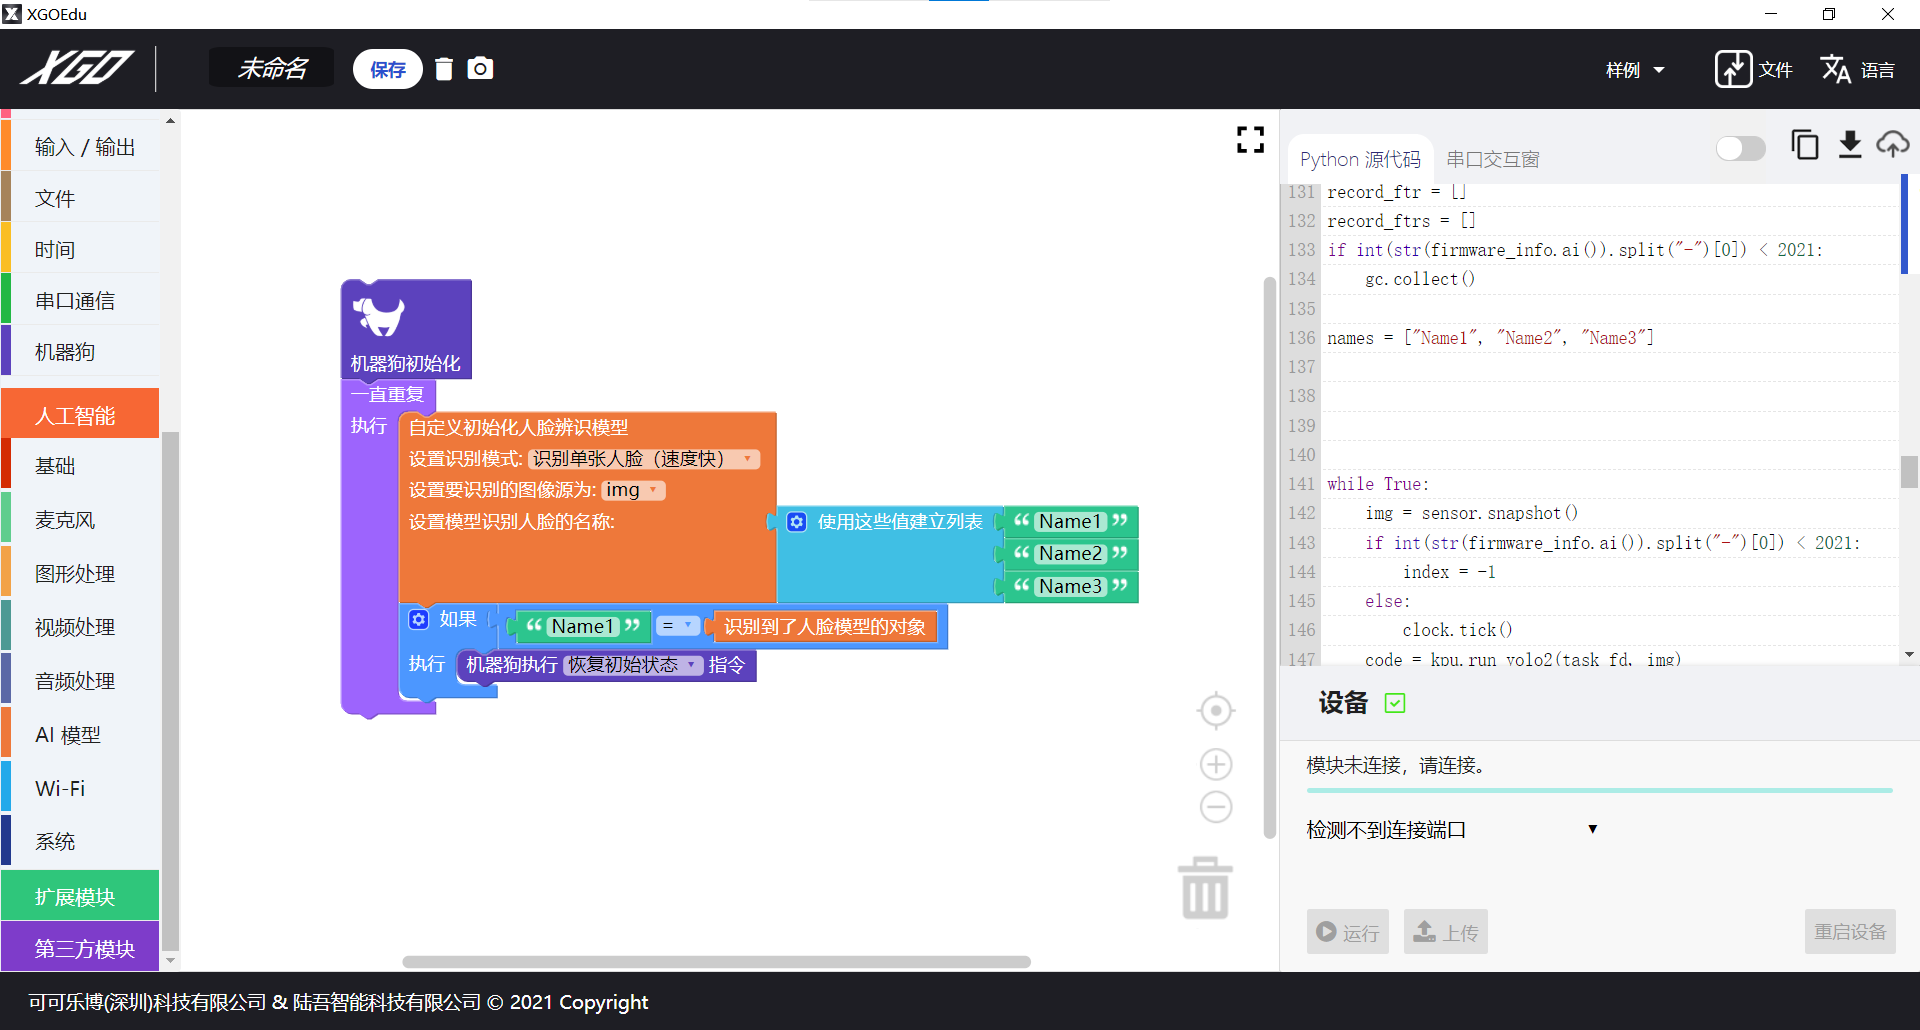 XGOEdu
XGO
未命名
保存
样例
文件
语言
输入 / 输出
文件
时间
串口通信
机器狗
人工智能
基础
麦克风
图形处理
视频处理
音频处理
AI 模型
Wi-Fi
系统
扩展模块
第三方模块
机器狗初始化
一直重复
执行
自定义初始化人脸辨识模型
设置识别模式: 识别单张人脸（速度快）
设置要识别的图像源为: img
设置模型识别人脸的名称:
使用这些值建立列表
“ Name1 ”
“ Name2 ”
“ Name3 ”
如果 “ Name1 ” = 识别到了人脸模型的对象
执行 机器狗执行 恢复初始状态 指令
Python 源代码
串口交互窗
131 record_ftr = []
132 record_ftrs = []
133 if int(str(firmware_info.ai()).split("-")[0]) < 2021:
134 gc.collect()
135
136 names = ["Name1", "Name2", "Name3"]
137
138
139
140
141 while True:
142 img = sensor.snapshot()
143 if int(str(firmware_info.ai()).split("-")[0]) < 2021:
144 index = -1
145 else:
146 clock.tick()
147 code = kpu.run_yolo2(task_fd, img)
设备
模块未连接，请连接。
检测不到连接端口
运行
上传
重启设备
可可乐博(深圳)科技有限公司 & 陆吾智能科技有限公司 © 2021 Copyright